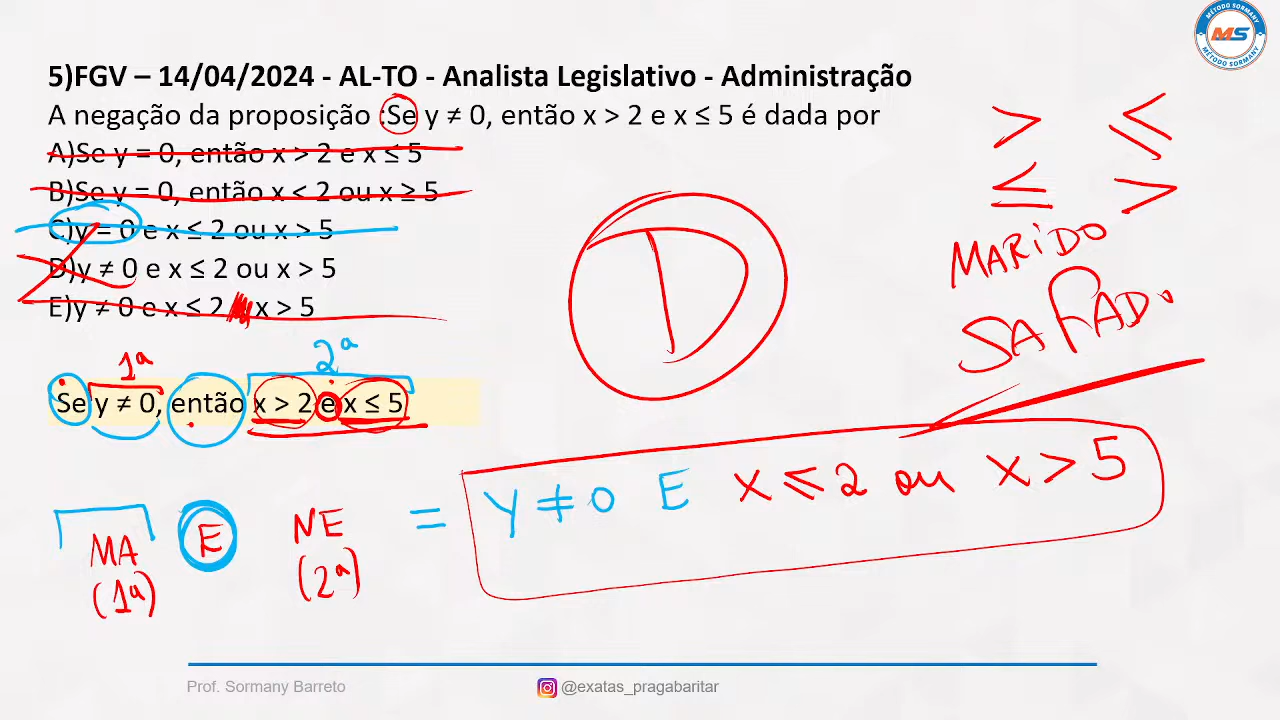 MÉTODO SORMANY
MS
MÉTODO SORMANY
5)FGV – 14/04/2024 - AL-TO - Analista Legislativo - Administração
A negação da proposição :Se y ≠ 0, então x > 2 e x ≤ 5 é dada por
A)Se y = 0, então x > 2 e x ≤ 5
B)Se y = 0, então x < 2 ou x ≥ 5
C)y = 0 e x ≤ 2 ou x > 5
D)y ≠ 0 e x ≤ 2 ou x > 5
E)y ≠ 0 e x ≤ 2 x > 5
> ≤
≤ >
MARIDO
SAFADO
D
1ª 2ª
Se y ≠ 0, então x > 2 e x ≤ 5
MA E NE = Y ≠ 0 E X ≤ 2 ou X > 5
(1ª) (2ª)
Prof. Sormany Barreto
@exatas_pragabaritar